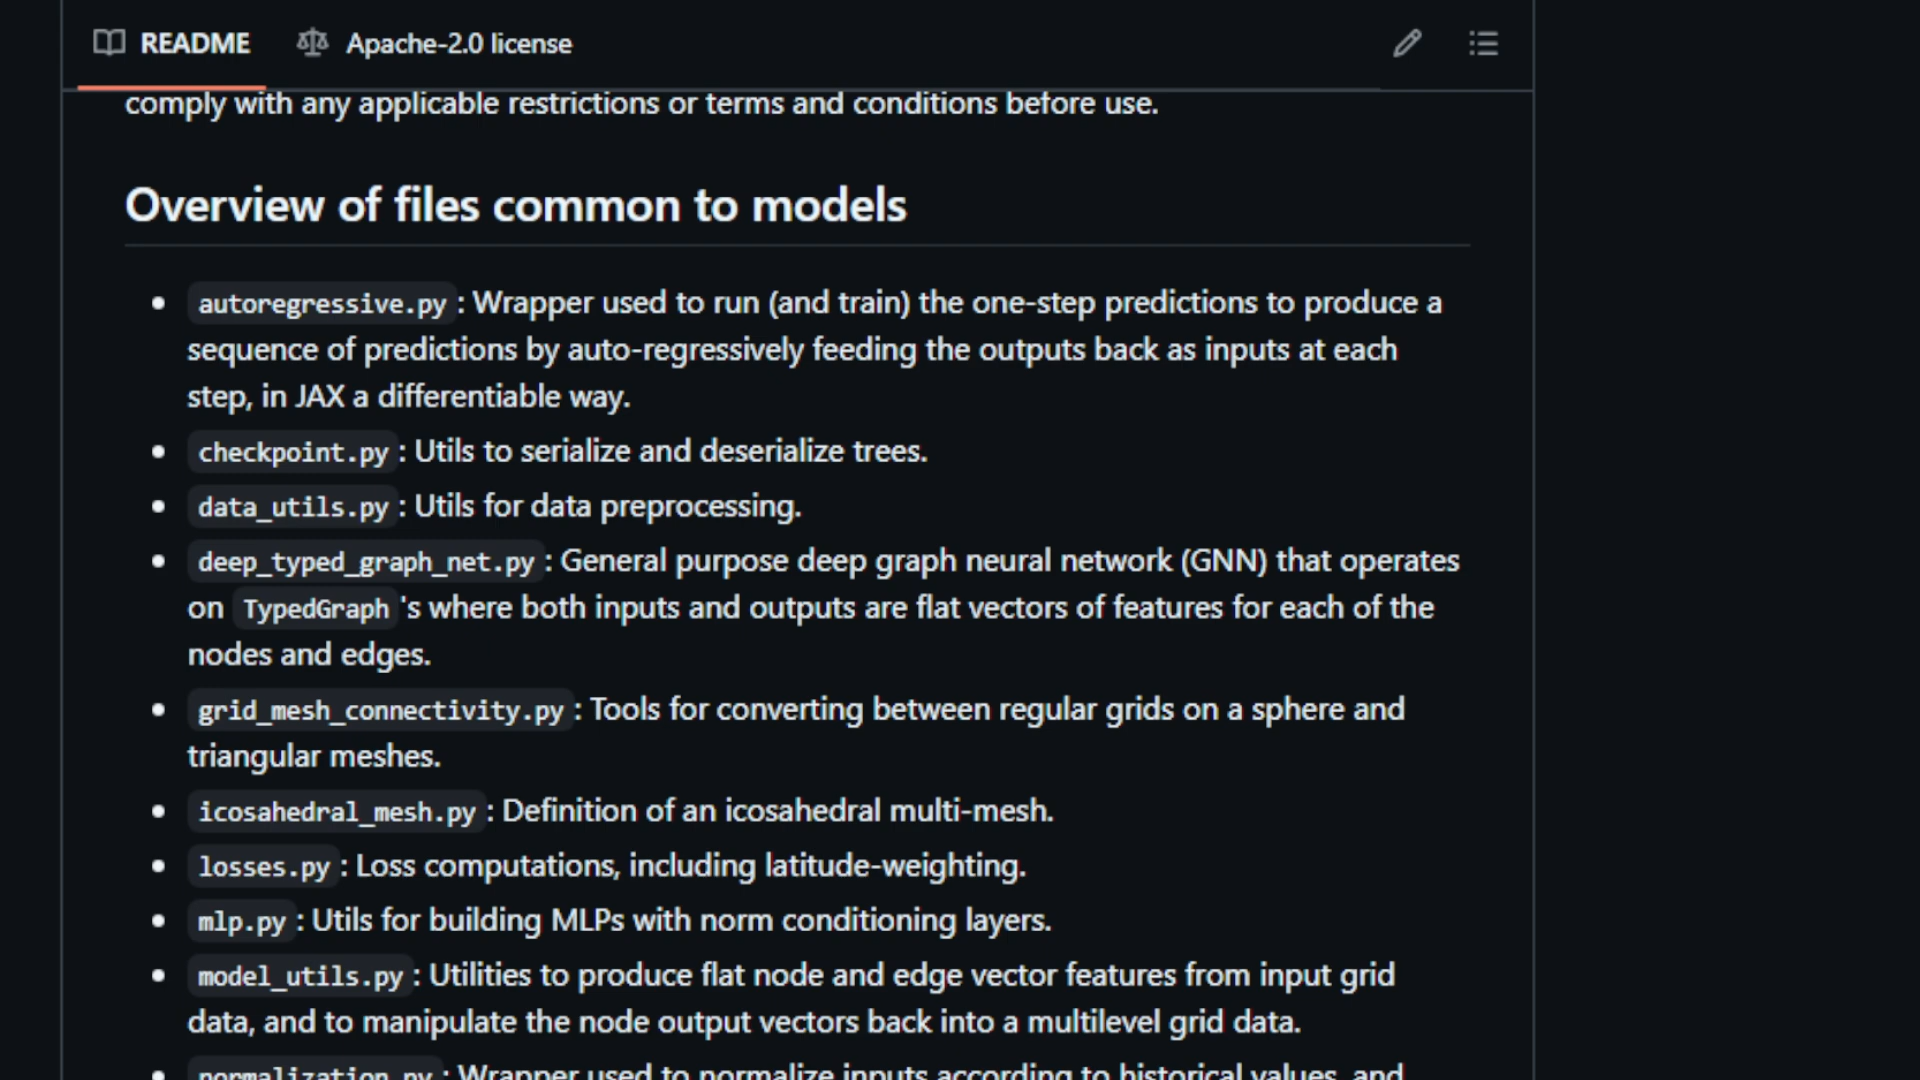 README Apache-2.0 license
comply with any applicable restrictions or terms and conditions before use.
Overview of files common to models
autoregressive.py : Wrapper used to run (and train) the one-step predictions to produce a
sequence of predictions by auto-regressively feeding the outputs back as inputs at each
step, in JAX a differentiable way.
checkpoint.py : Utils to serialize and deserialize trees.
data_utils.py : Utils for data preprocessing.
deep_typed_graph_net.py : General purpose deep graph neural network (GNN) that operates
on TypedGraph 's where both inputs and outputs are flat vectors of features for each of the
nodes and edges.
grid_mesh_connectivity.py : Tools for converting between regular grids on a sphere and
triangular meshes.
icosahedral_mesh.py : Definition of an icosahedral multi-mesh.
losses.py : Loss computations, including latitude-weighting.
mlp.py : Utils for building MLPs with norm conditioning layers.
model_utils.py : Utilities to produce flat node and edge vector features from input grid
data, and to manipulate the node output vectors back into a multilevel grid data.
normalization.py : Wrapper used to normalize inputs according to historical values, and